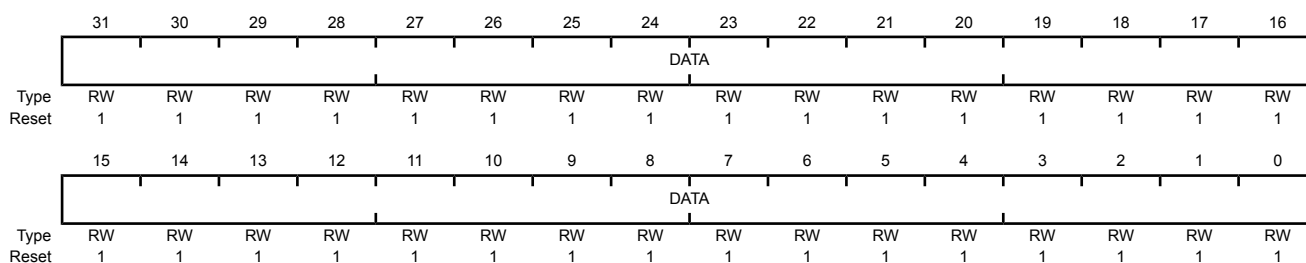 31 30 29 28 27 26 25 24 23 22 21 20 19 18 17 16
DATA
Type RW RW RW RW RW RW RW RW RW RW RW RW RW RW RW RW
Reset 1 1 1 1 1 1 1 1 1 1 1 1 1 1 1 1
15 14 13 12 11 10 9 8 7 6 5 4 3 2 1 0
DATA
Type RW RW RW RW RW RW RW RW RW RW RW RW RW RW RW RW
Reset 1 1 1 1 1 1 1 1 1 1 1 1 1 1 1 1